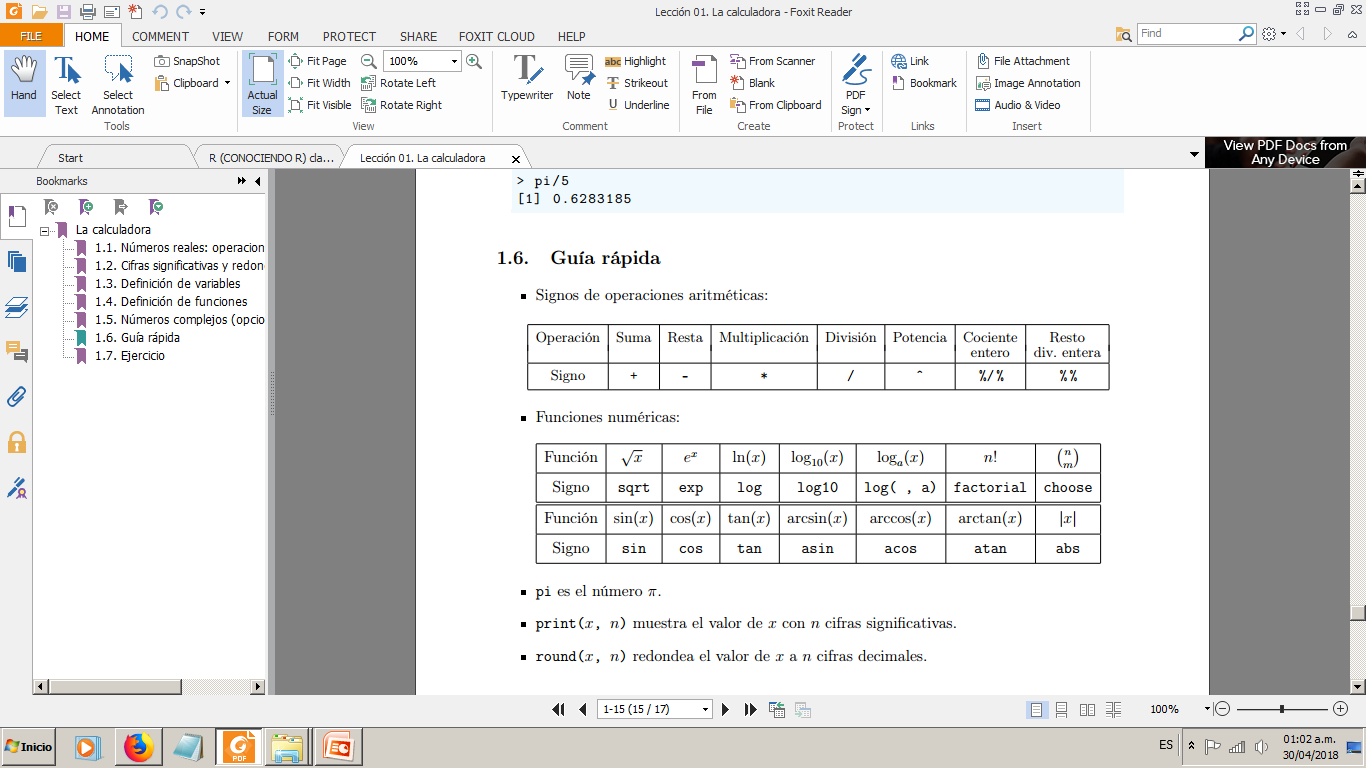 Lección 01. La calculadora - Foxit Reader
FILE HOME COMMENT VIEW FORM PROTECT SHARE FOXIT CLOUD HELP Find
Hand
Select Text
Select Annotation
SnapShot
Clipboard
Tools
Actual Size
Fit Page
Fit Width
Fit Visible
100%
Rotate Left
Rotate Right
View
Typewriter
Note
Highlight
Strikeout
Underline
Comment
From File
From Scanner
Blank
From Clipboard
Create
PDF Sign
Protect
Link
Bookmark
Links
File Attachment
Image Annotation
Audio & Video
Insert
Start R (CONOCIENDO R) cla... Lección 01. La calculadora
View PDF Docs from
Any Device
Bookmarks
La calculadora
1.1. Números reales: operacion
1.2. Cifras significativas y redon
1.3. Definición de variables
1.4. Definición de funciones
1.5. Números complejos (opcio
1.6. Guía rápida
1.7. Ejercicio
> pi/5
[1] 0.6283185
1.6. Guía rápida
Signos de operaciones aritméticas:
Operación Suma Resta Multiplicación División Potencia Cociente entero Resto div. entera
Signo + - * / ^ %/% %%
Funciones numéricas:
Función √x eˣ ln(x) log₁₀(x) logₐ(x) n! (n m)
Signo sqrt exp log log10 log( , a) factorial choose
Función sin(x) cos(x) tan(x) arcsin(x) arccos(x) arctan(x) |x|
Signo sin cos tan asin acos atan abs
pi es el número π.
print(x, n) muestra el valor de x con n cifras significativas.
round(x, n) redondea el valor de x a n cifras decimales.
1-15 (15 / 17)
100%
Inicio
ES
01:02 a.m.
30/04/2018